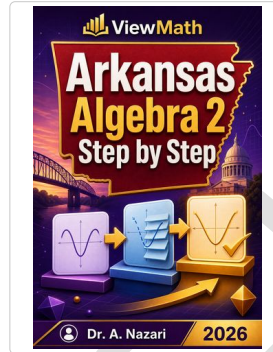 ViewMath
Arkansas
Algebra 2
Step by Step
Dr. A. Nazari
2026